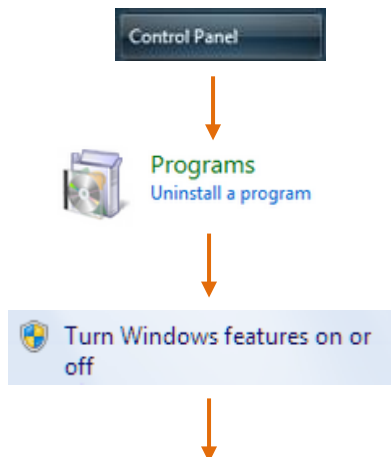 Control Panel
Programs
Uninstall a program
Turn Windows features on or
off